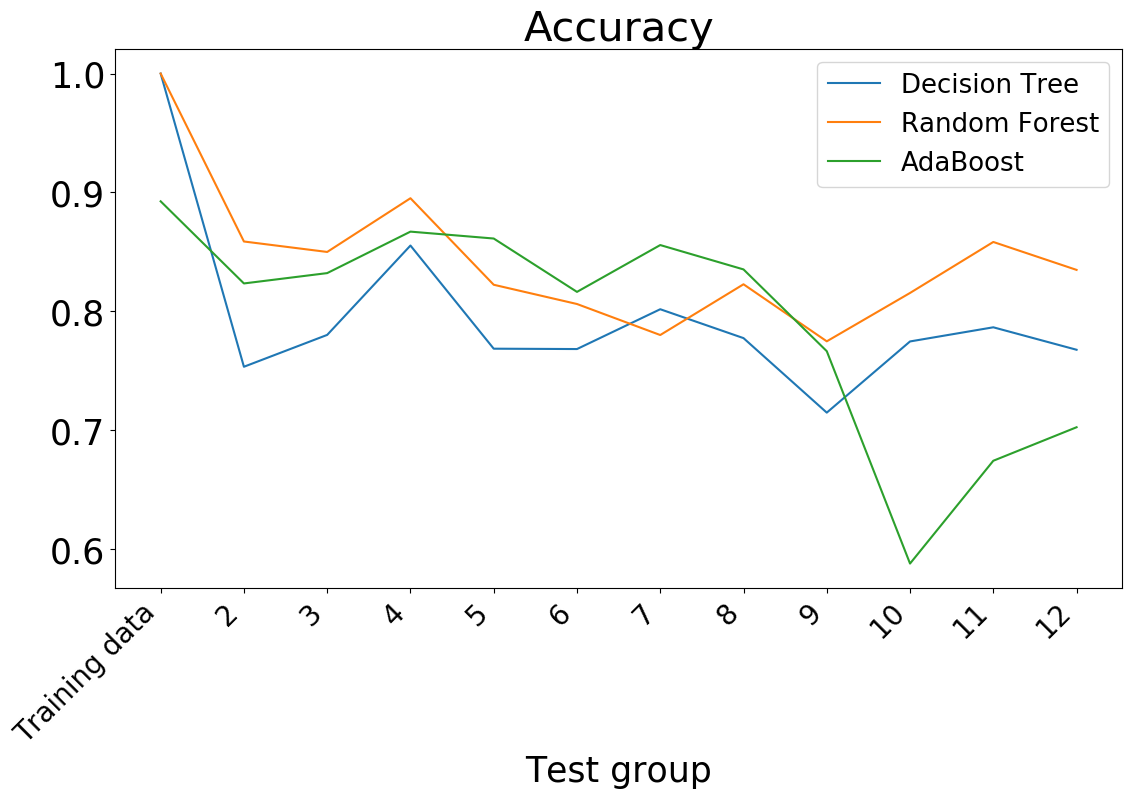 Accuracy
1.0
0.9
0.8
0.7
0.6
Decision Tree
Random Forest
AdaBoost
Training data
2
3
4
5
6
7
8
9
10
11
12
Test group